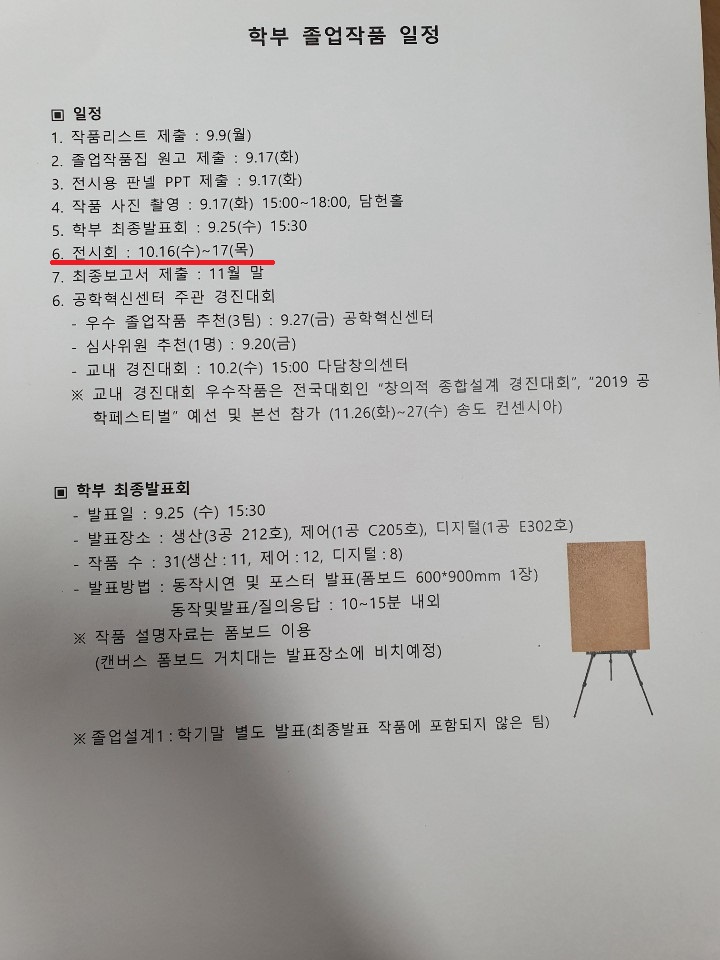 학부 졸업작품 일정
▣ 일정
1. 작품리스트 제출 : 9.9(월)
2. 졸업작품집 원고 제출 : 9.17(화)
3. 전시용 판넬 PPT 제출 : 9.17(화)
4. 작품 사진 촬영 : 9.17(화) 15:00~18:00, 담헌홀
5. 학부 최종발표회 : 9.25(수) 15:30
6. 전시회 : 10.16(수)~17(목)
7. 최종보고서 제출 : 11월 말
6. 공학혁신센터 주관 경진대회
- 우수 졸업작품 추천(3팀) : 9.27(금) 공학혁신센터
- 심사위원 추천(1명) : 9.20(금)
- 교내 경진대회 : 10.2(수) 15:00 다담창의센터
※ 교내 경진대회 우수작품은 전국대회인 “창의적 종합설계 경진대회”, “2019 공
학페스티벌” 예선 및 본선 참가 (11.26(화)~27(수) 송도 컨센시아)
▣ 학부 최종발표회
- 발표일 : 9.25 (수) 15:30
- 발표장소 : 생산(3공 212호), 제어(1공 C205호), 디지털(1공 E302호)
- 작품 수 : 31(생산:11, 제어:12, 디지털:8)
- 발표방법 : 동작시연 및 포스터 발표(폼보드 600*900mm 1장)
동작및발표/질의응답 : 10~15분 내외
※ 작품 설명자료는 폼보드 이용
(캔버스 폼보드 거치대는 발표장소에 비치예정)
※ 졸업설계1 : 학기말 별도 발표(최종발표 작품에 포함되지 않은 팀)